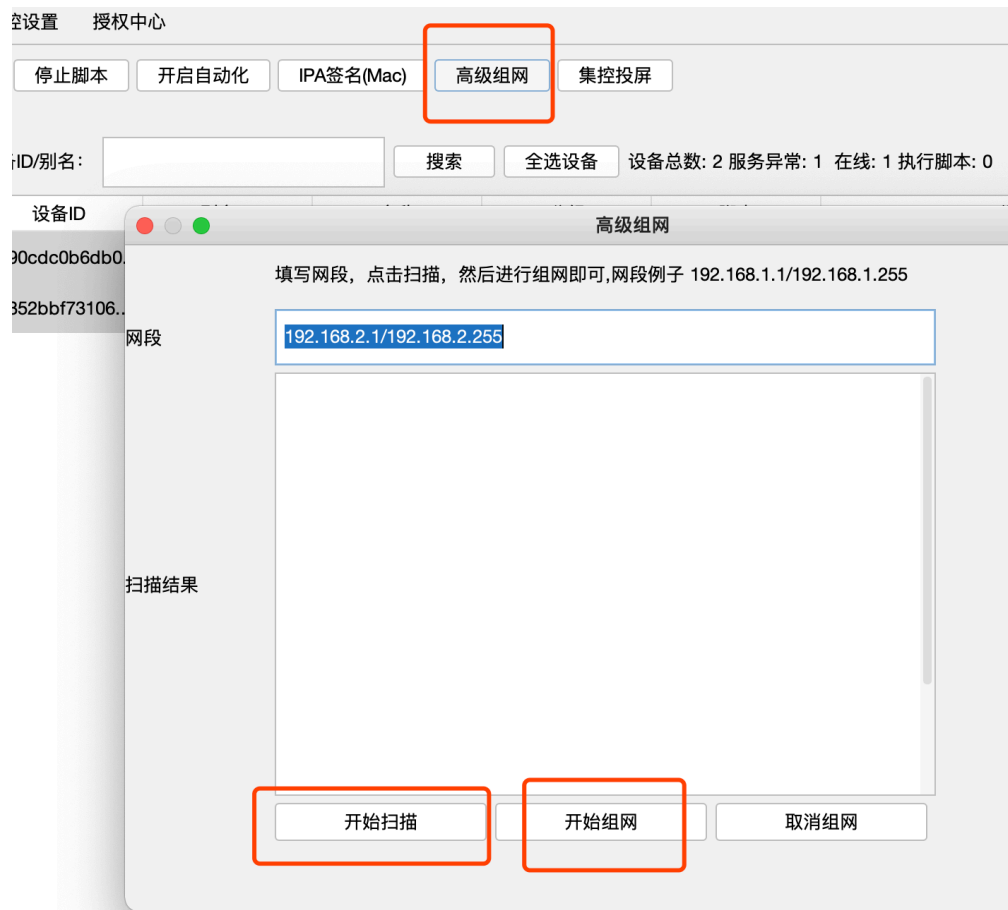 控设置 授权中心
停止脚本 开启自动化 IPA签名(Mac) 高级组网 集控投屏
ID/别名: 搜索 全选设备 设备总数: 2 服务异常: 1 在线: 1 执行脚本: 0
设备ID
高级组网
90cdc0b6db0.
填写网段，点击扫描，然后进行组网即可,网段例子 192.168.1.1/192.168.1.255
352bbf73106..
网段 192.168.2.1/192.168.2.255
扫描结果
开始扫描 开始组网 取消组网